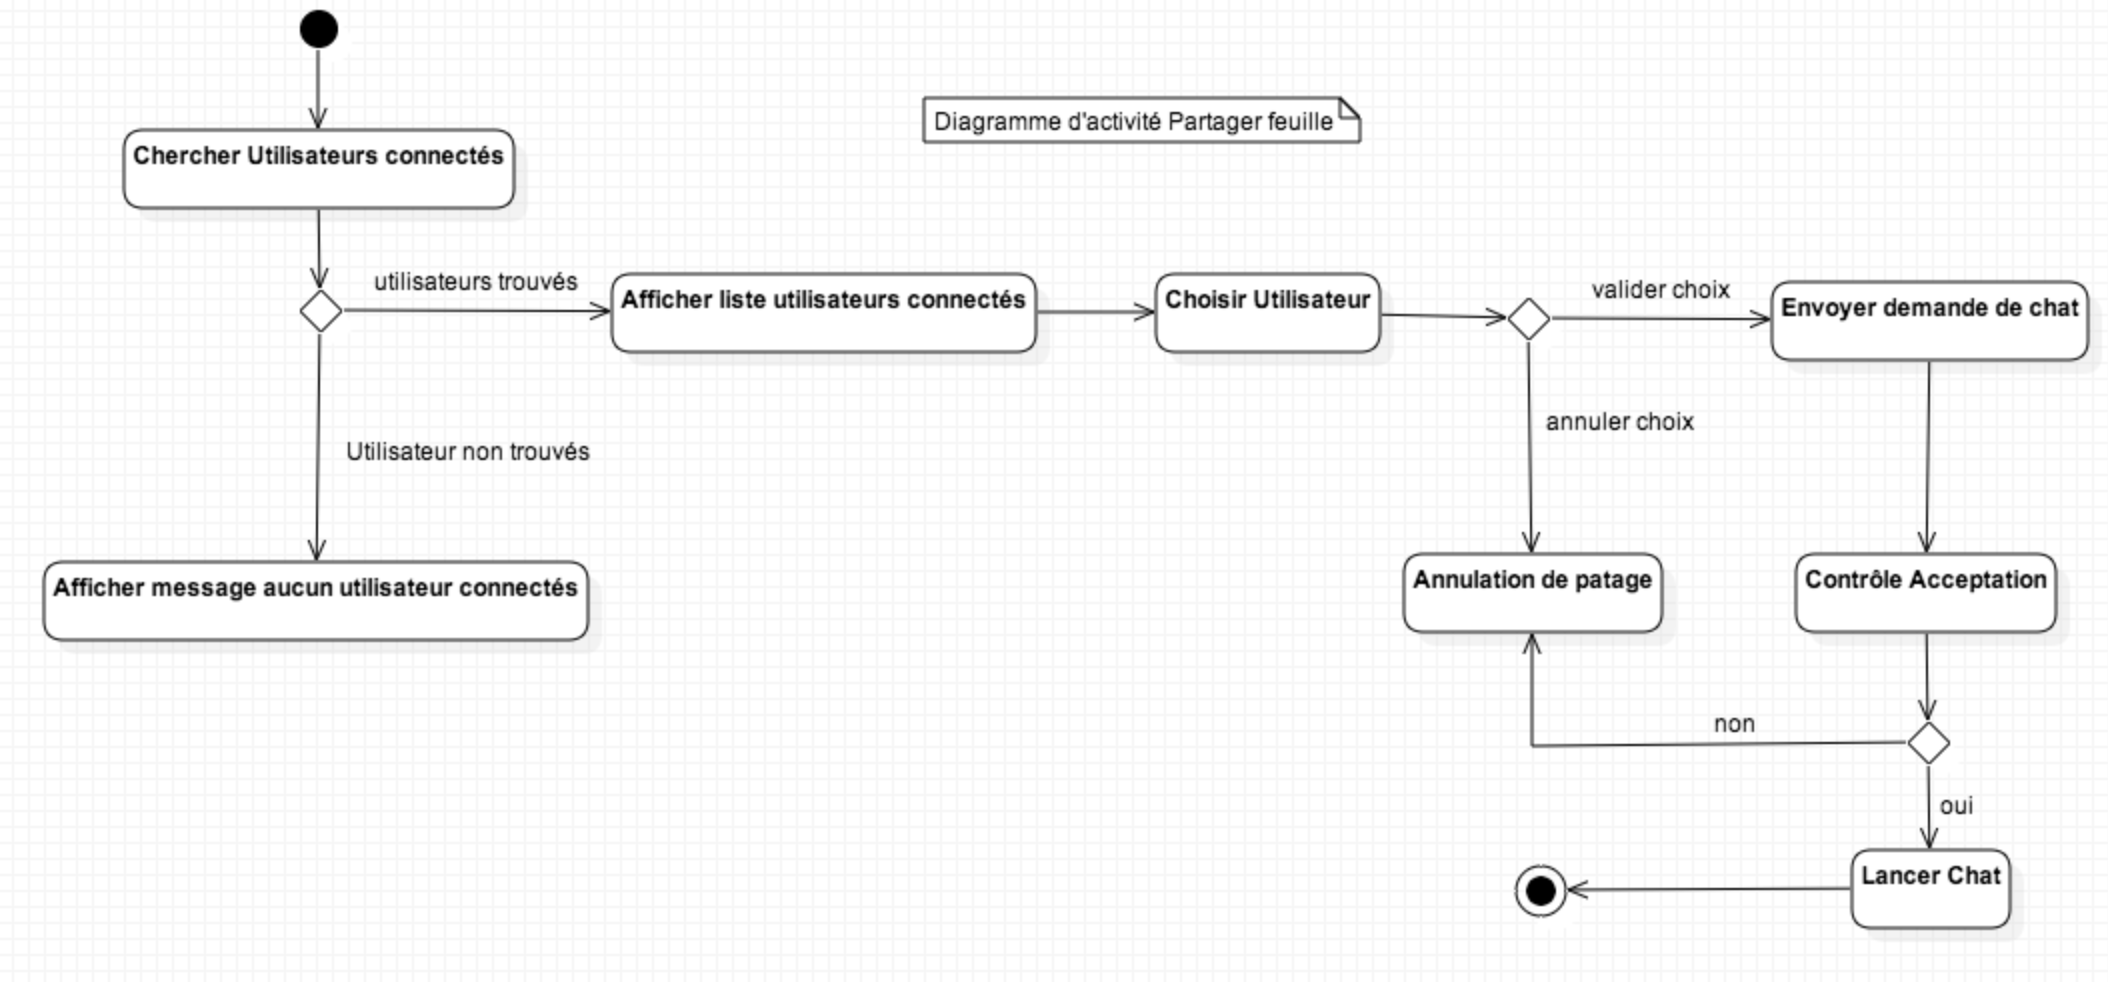 Diagramme d'activité Partager feuille
Chercher Utilisateurs connectés
utilisateurs trouvés
Afficher liste utilisateurs connectés
Choisir Utilisateur
valider choix
Envoyer demande de chat
annuler choix
Utilisateur non trouvés
Afficher message aucun utilisateur connectés
Annulation de patage
Contrôle Acceptation
non
oui
Lancer Chat